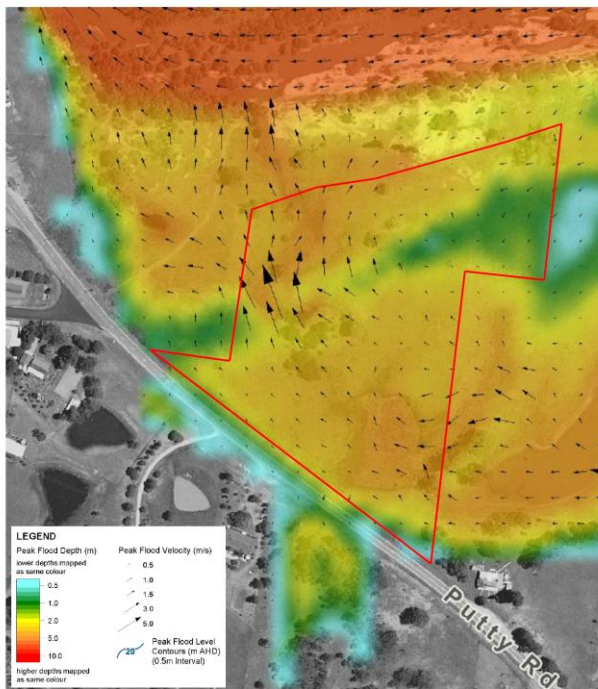 LEGEND
Peak Flood Depth (m)
lower depths mapped
as same colour
0.5
1.0
2.0
5.0
10.0
higher depths mapped
as same colour
Peak Flood Velocity (m/s)
0.5
1.0
1.5
3.0
5.0
20
Peak Flood Level
Contours (m AHD)
(0.5m Interval)
Putty Rd